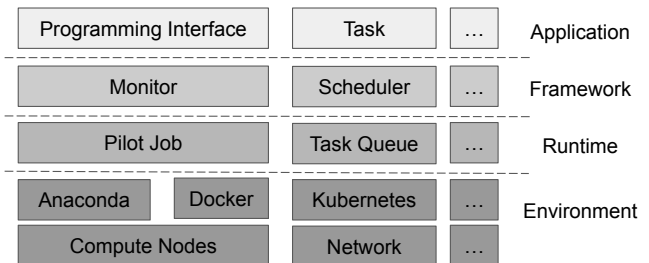 Programming Interface Task … Application
Monitor Scheduler … Framework
Pilot Job Task Queue … Runtime
Anaconda Docker Kubernetes … Environment
Compute Nodes Network …